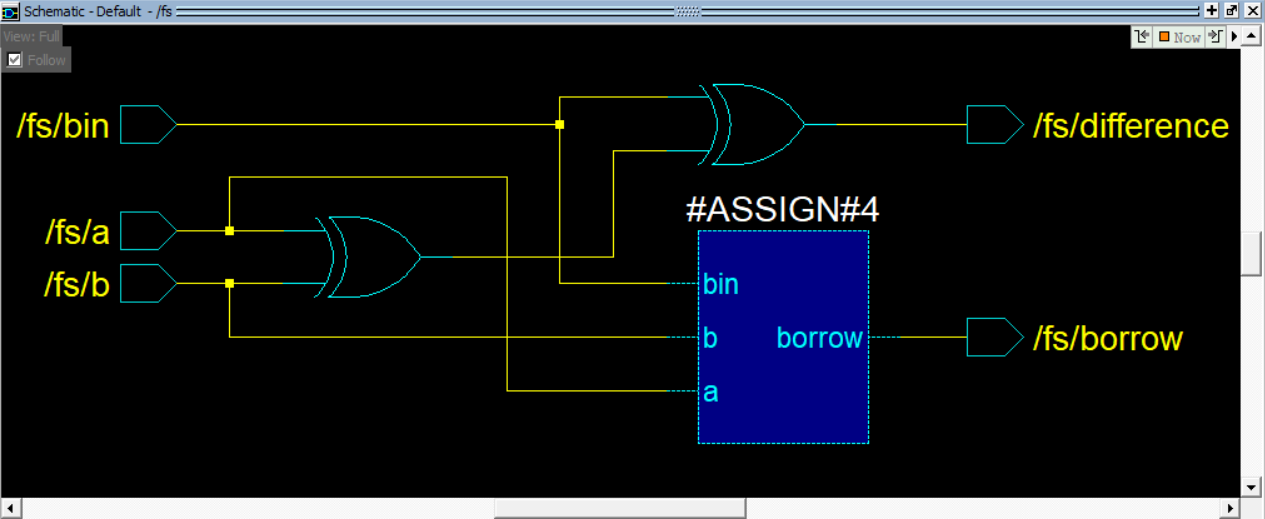 Schematic - Default - /fs
View: Full
Now
Follow
/fs/bin
/fs/difference
/fs/a
#ASSIGN#4
/fs/b
bin
b
borrow
/fs/borrow
a